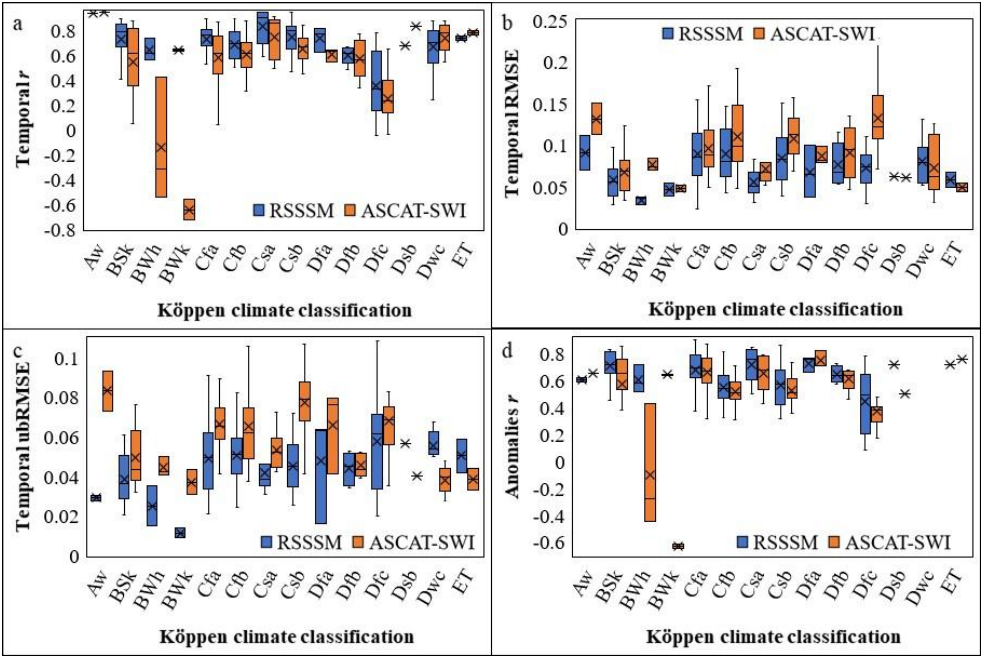 a
Temporal r
0.8
0.6
0.4
0.2
0
-0.2
-0.4
-0.6
-0.8
RSSSM ASCAT-SWI
Aw BSk BWh BWk Cfa Cfb Csa Csb Dfa Dfb Dfc Dsb Dwc ET
Köppen climate classification
b
Temporal RMSE
0.25
0.2
0.15
0.1
0.05
0
RSSSM ASCAT-SWI
Aw BSk BWh BWk Cfa Cfb Csa Csb Dfa Dfb Dfc Dsb Dwc ET
Köppen climate classification
c
Temporal ubRMSE
0.1
0.08
0.06
0.04
0.02
0
RSSSM ASCAT-SWI
Aw BSk BWh BWk Cfa Cfb Csa Csb Dfa Dfb Dfc Dsb Dwc ET
Köppen climate classification
d
Anomalies r
0.8
0.6
0.4
0.2
0
-0.2
-0.4
-0.6
RSSSM ASCAT-SWI
Aw BSk BWh BWk Cfa Cfb Csa Csb Dfa Dfb Dfc Dsb Dwc ET
Köppen climate classification